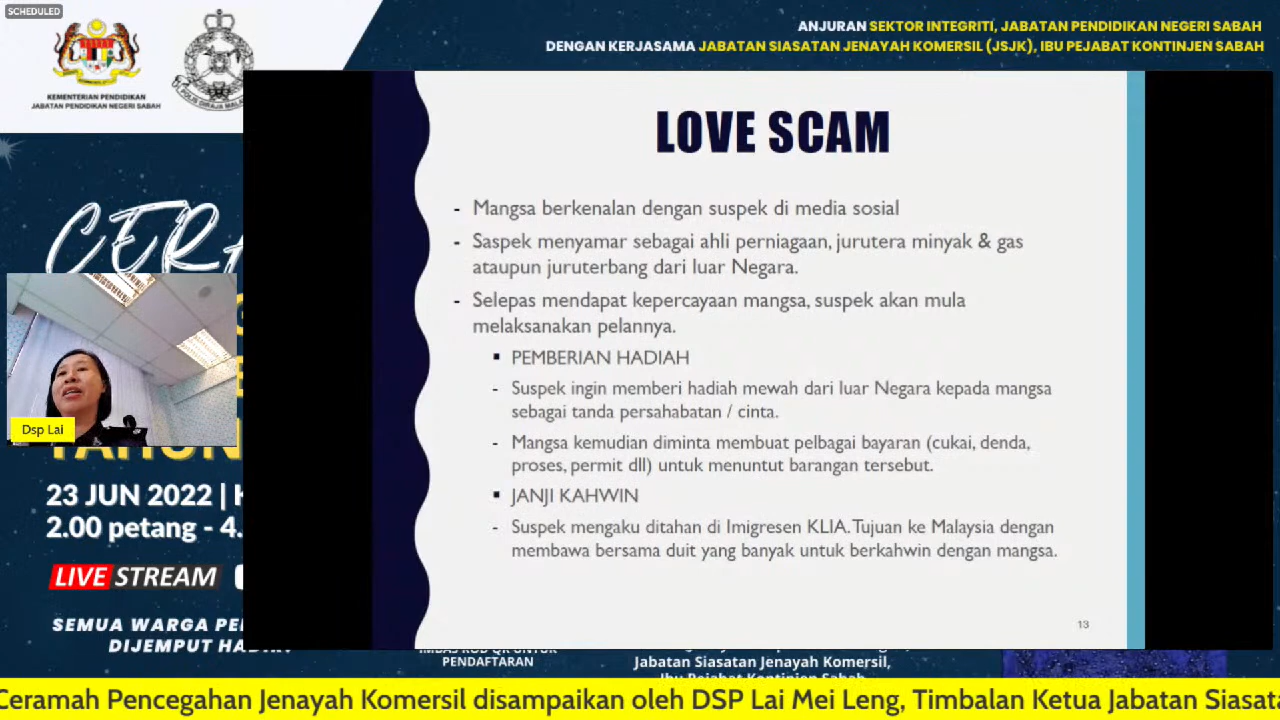 SCHEDULED
ANJURAN SEKTOR INTEGRITI, JABATAN PENDIDIKAN NEGERI SABAH
DENGAN KERJASAMA JABATAN SIASATAN JENAYAH KOMERSIL (JSJK), IBU PEJABAT KONTINJEN SABAH
KEMENTERIAN PENDIDIKAN
JABATAN PENDIDIKAN NEGERI SABAH
LOVE SCAM
- Mangsa berkenalan dengan suspek di media sosial
- Saspek menyamar sebagai ahli perniagaan, jurutera minyak & gas
ataupun juruterbang dari luar Negara.
- Selepas mendapat kepercayaan mangsa, suspek akan mula
melaksanakan pelannya.
▪ PEMBERIAN HADIAH
- Suspek ingin memberi hadiah mewah dari luar Negara kepada mangsa
sebagai tanda persahabatan / cinta.
- Mangsa kemudian diminta membuat pelbagai bayaran (cukai, denda,
proses, permit dll) untuk menuntut barangan tersebut.
▪ JANJI KAHWIN
- Suspek mengaku ditahan di Imigresen KLIA. Tujuan ke Malaysia dengan
membawa bersama duit yang banyak untuk berkahwin dengan mangsa.
13
CERA
Dsp Lai
TAHUN
23 JUN 2022 |
2.00 petang - 4.
LIVE STREAM
SEMUA WARGA PE
DIJEMPUT HA
PENDAFTARAN
Jabatan Siasatan Jenayah Komersil,
Ceramah Pencegahan Jenayah Komersil disampaikan oleh DSP Lai Mei Leng, Timbalan Ketua Jabatan Siasat